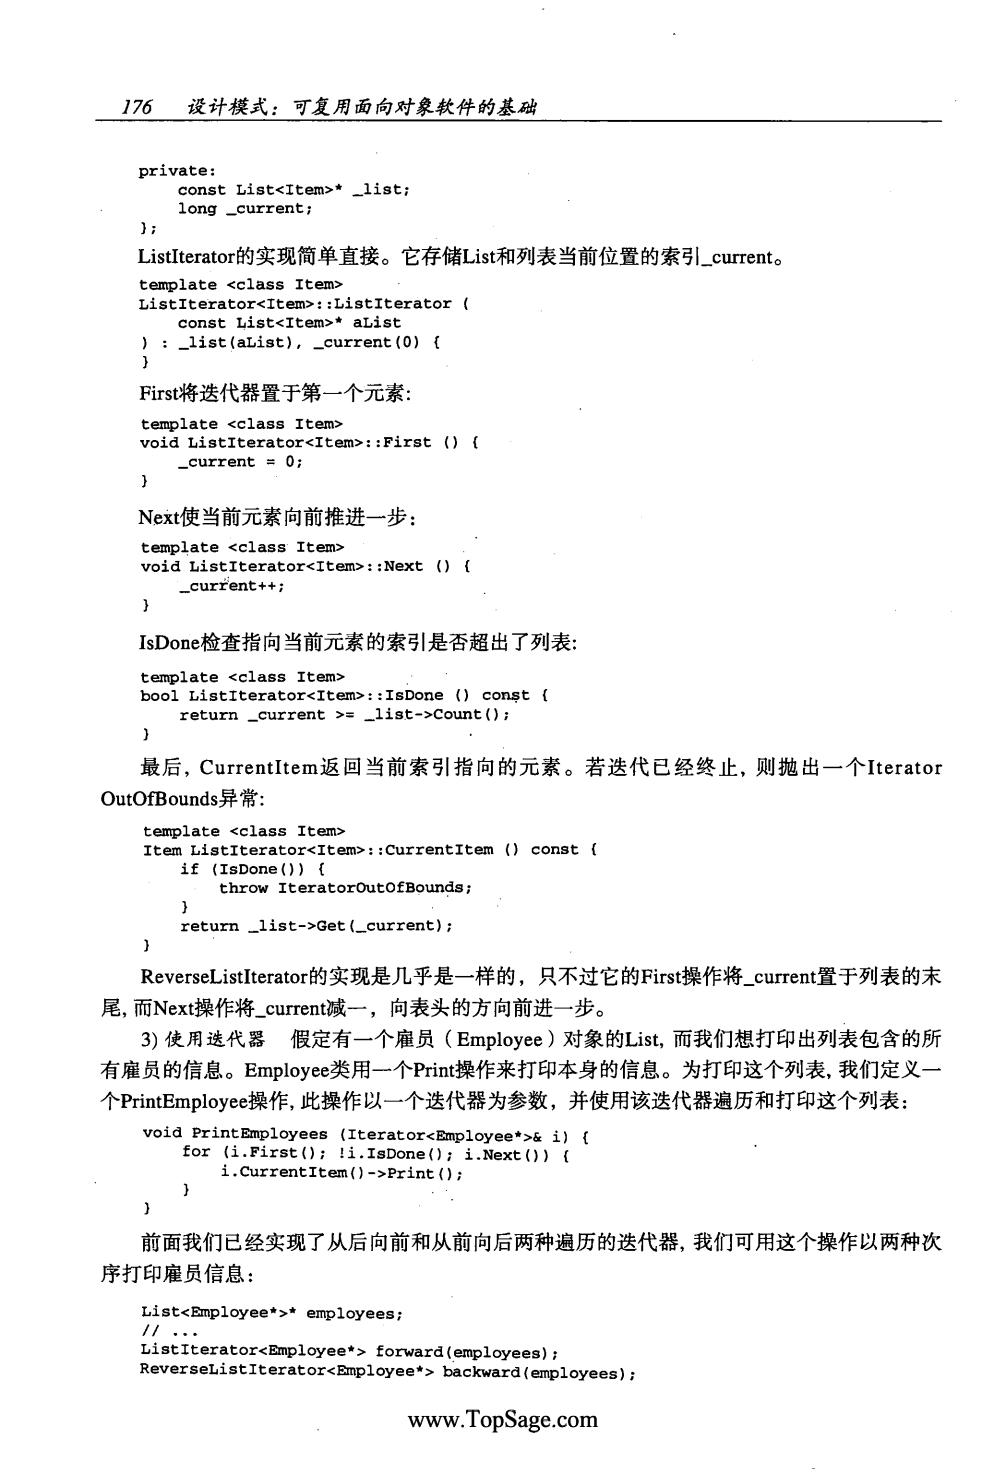 176 设计模式：可复用面向对象软件的基础
private:
const List<Item>* _list;
long _current;
};
ListIterator的实现简单直接。它存储List和列表当前位置的索引_current。
template <class Item>
ListIterator<Item>::ListIterator (
const List<Item>* aList
) : _list(aList), _current(0) {
}
First将迭代器置于第一个元素:
template <class Item>
void ListIterator<Item>::First () {
_current = 0;
}
Next使当前元素向前推进一步：
template <class Item>
void ListIterator<Item>::Next () {
_current++;
}
IsDone检查指向当前元素的索引是否超出了列表:
template <class Item>
bool ListIterator<Item>::IsDone () const {
return _current >= _list->Count();
}
最后, CurrentItem返回当前索引指向的元素。若迭代已经终止, 则抛出一个Iterator
OutOfBounds异常:
template <class Item>
Item ListIterator<Item>::CurrentItem () const {
if (IsDone()) {
throw IteratorOutOfBounds;
}
return _list->Get(_current);
}
ReverseListIterator的实现是几乎是一样的，只不过它的First操作将_current置于列表的末
尾, 而Next操作将_current减一，向表头的方向前进一步。
3) 使用迭代器 假定有一个雇员（Employee）对象的List, 而我们想打印出列表包含的所
有雇员的信息。Employee类用一个Print操作来打印本身的信息。为打印这个列表, 我们定义一
个PrintEmployee操作, 此操作以一个迭代器为参数，并使用该迭代器遍历和打印这个列表：
void PrintEmployees (Iterator<Employee*>& i) {
for (i.First(); !i.IsDone(); i.Next()) {
i.CurrentItem()->Print();
}
}
前面我们已经实现了从后向前和从前向后两种遍历的迭代器, 我们可用这个操作以两种次
序打印雇员信息：
List<Employee*>* employees;
// ...
ListIterator<Employee*> forward(employees);
ReverseListIterator<Employee*> backward(employees);
www.TopSage.com